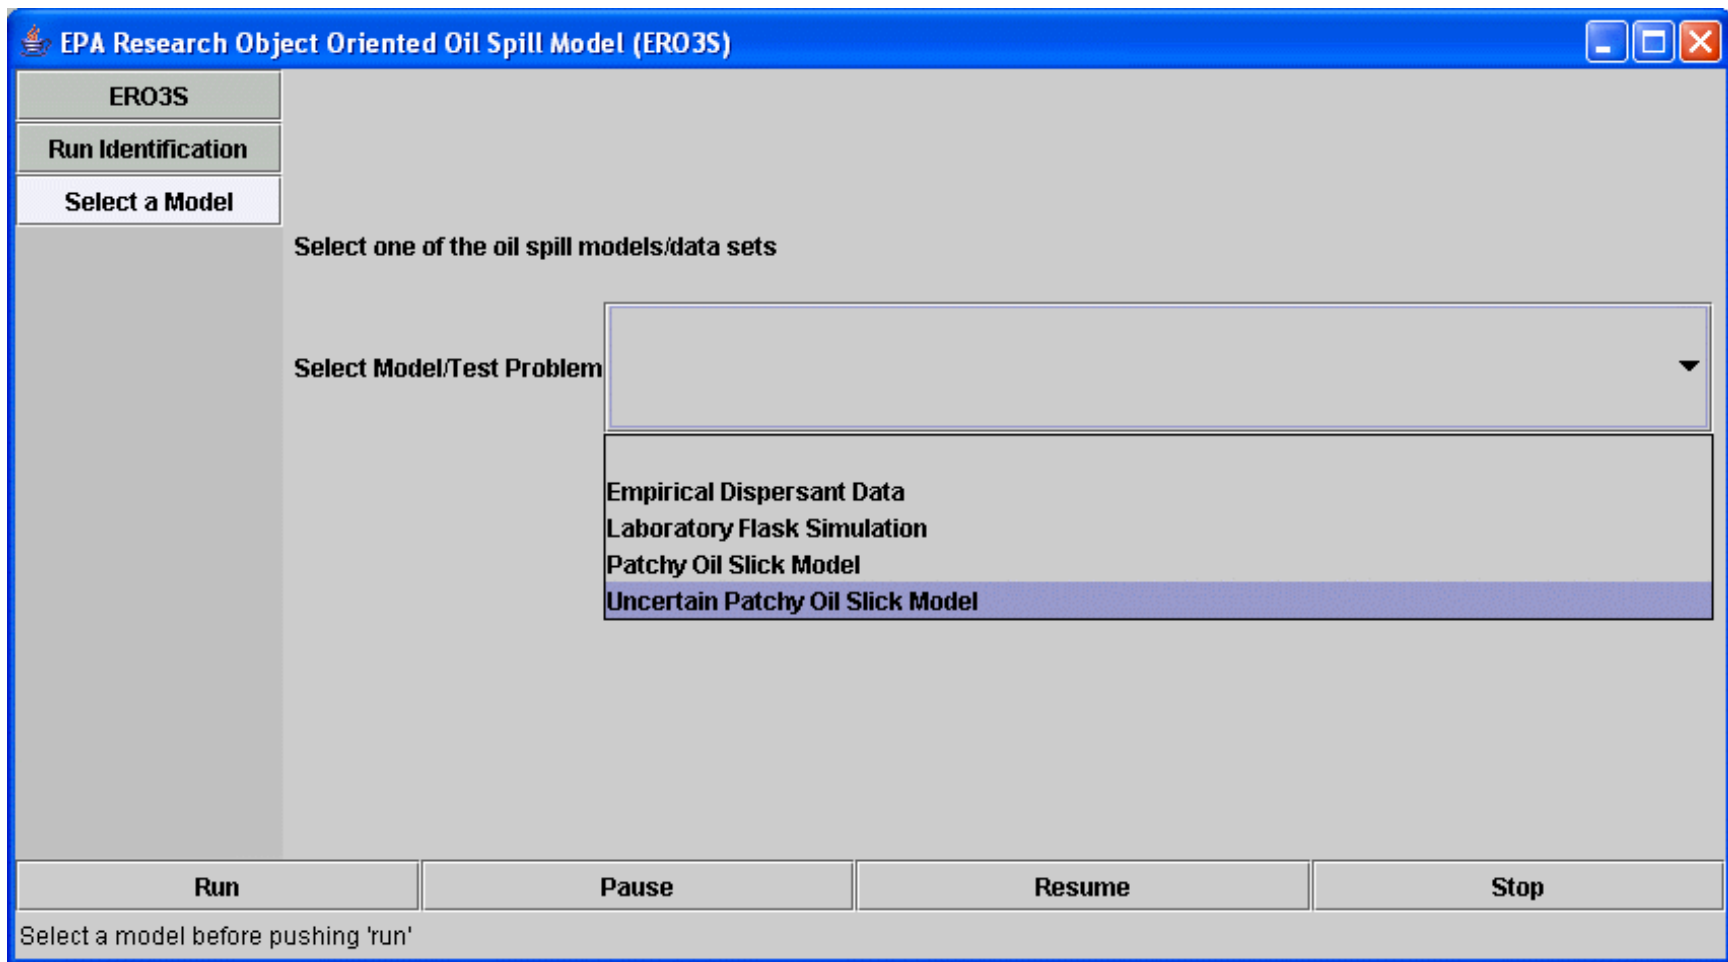 EPA Research Object Oriented Oil Spill Model (ERO3S)
ERO3S
Run Identification
Select a Model
Select one of the oil spill models/data sets
Select Model/Test Problem
Empirical Dispersant Data
Laboratory Flask Simulation
Patchy Oil Slick Model
Uncertain Patchy Oil Slick Model
Run Pause Resume Stop
Select a model before pushing 'run'